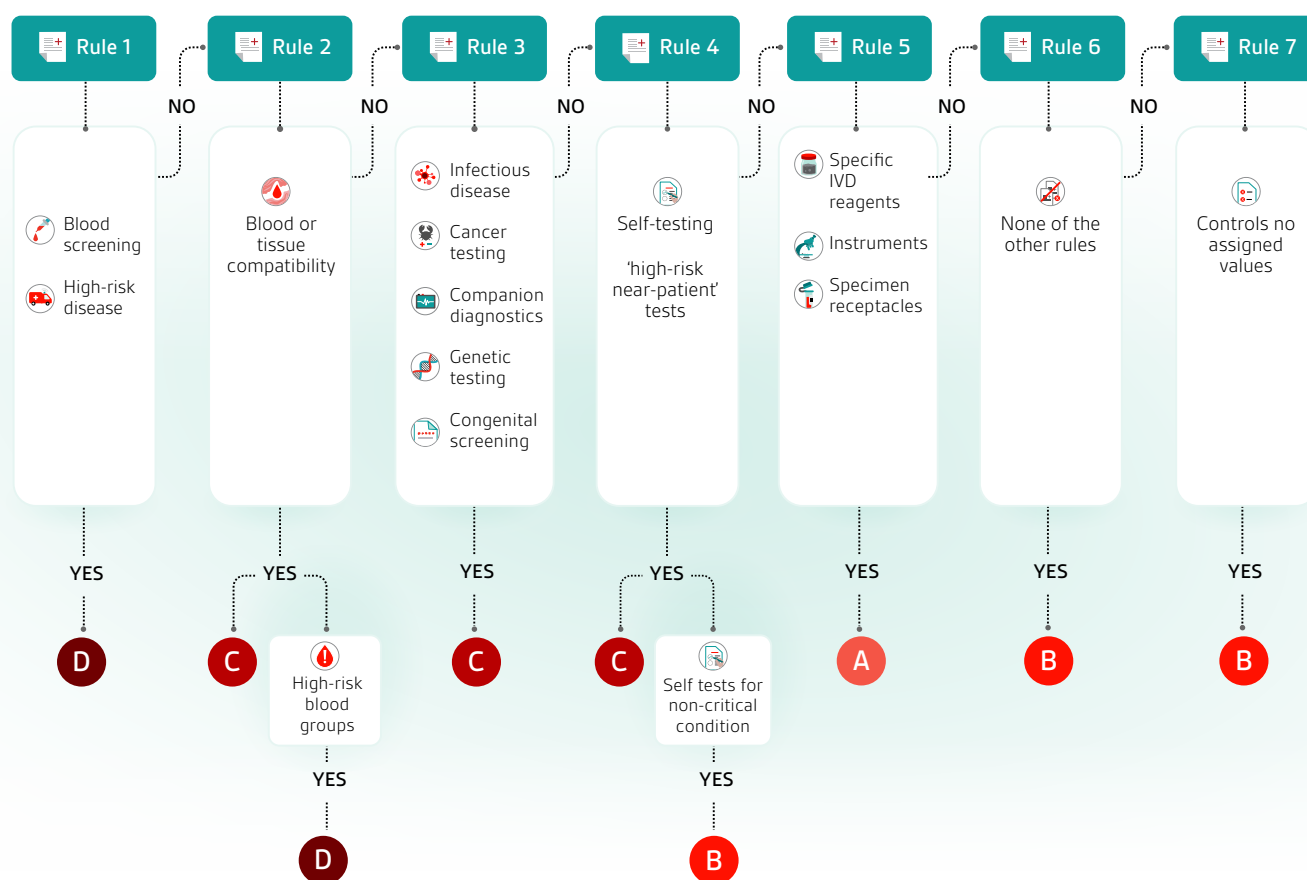 Rule 1
Rule 2
Rule 3
Rule 4
Rule 5
Rule 6
Rule 7
NO
NO
NO
NO
NO
NO
Blood
screening
High-risk
disease
Blood or
tissue
compatibility
Infectious
disease
Cancer
testing
Companion
diagnostics
Genetic
testing
Congenital
screening
Self-testing
‘high-risk
near-patient’
tests
Specific
IVD
reagents
Instruments
Specimen
receptacles
None of the
other rules
Controls no
assigned
values
YES
YES
YES
YES
YES
YES
YES
D
C
High-risk
blood
groups
C
C
Self tests for
non-critical
condition
A
B
B
YES
YES
D
B